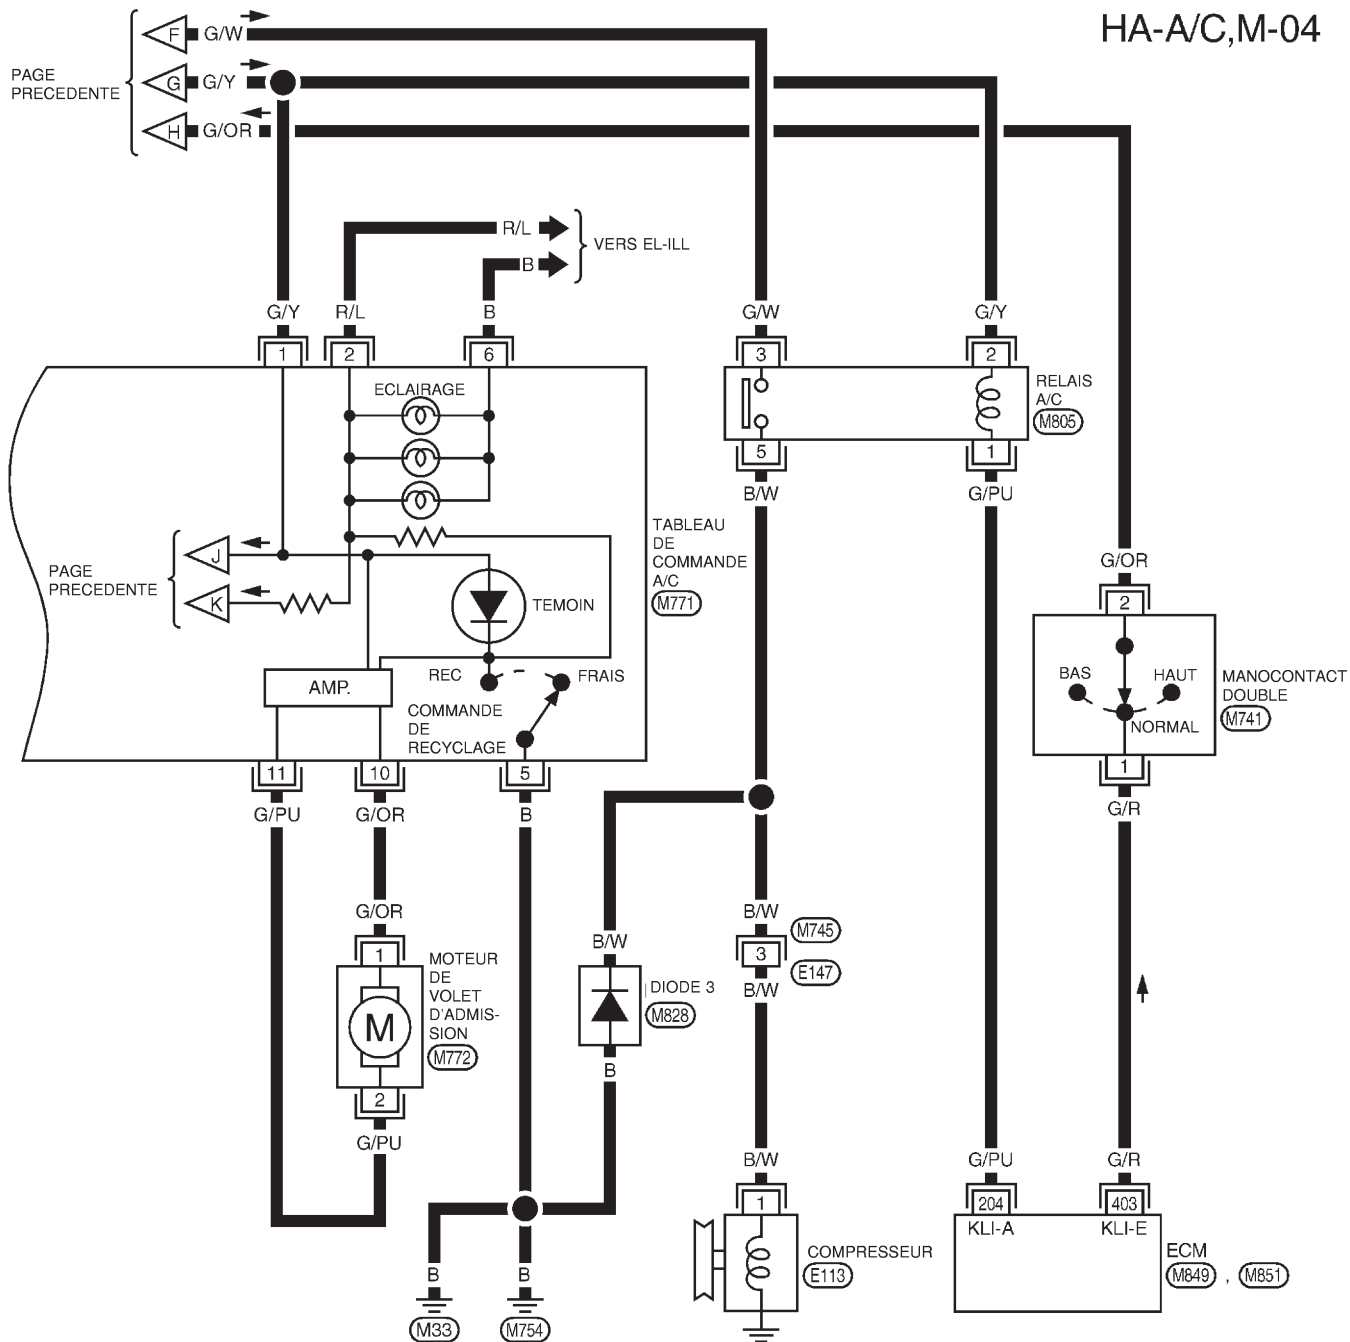 HA-A/C,M-04
F G/W
PAGE
PRECEDENTE
G G/Y
H G/OR
R/L
B
VERS EL-ILL
G/Y R/L B G/W G/Y
1 2 6 3 2
ECLAIRAGE
RELAIS
A/C
M805
5 1
B/W G/PU
TABLEAU
DE
COMMANDE
A/C
M771
PAGE
PRECEDENTE
J
K
TEMOIN
REC FRAIS
AMP.
COMMANDE
DE
RECYCLAGE
G/OR
2
BAS HAUT
NORMAL
MANOCONTACT
DOUBLE
M741
1
G/R
11 10 5
G/PU G/OR B
G/OR
1
MOTEUR
DE
VOLET
D'ADMIS-
SION
M772
M
2
G/PU
B/W
DIODE 3
M828
B
B/W
M745
3
E147
B/W
B/W G/PU G/R
1 204 403
KLI-A KLI-E
COMPRESSEUR
E113
ECM
M849 , M851
B B
M33 M754